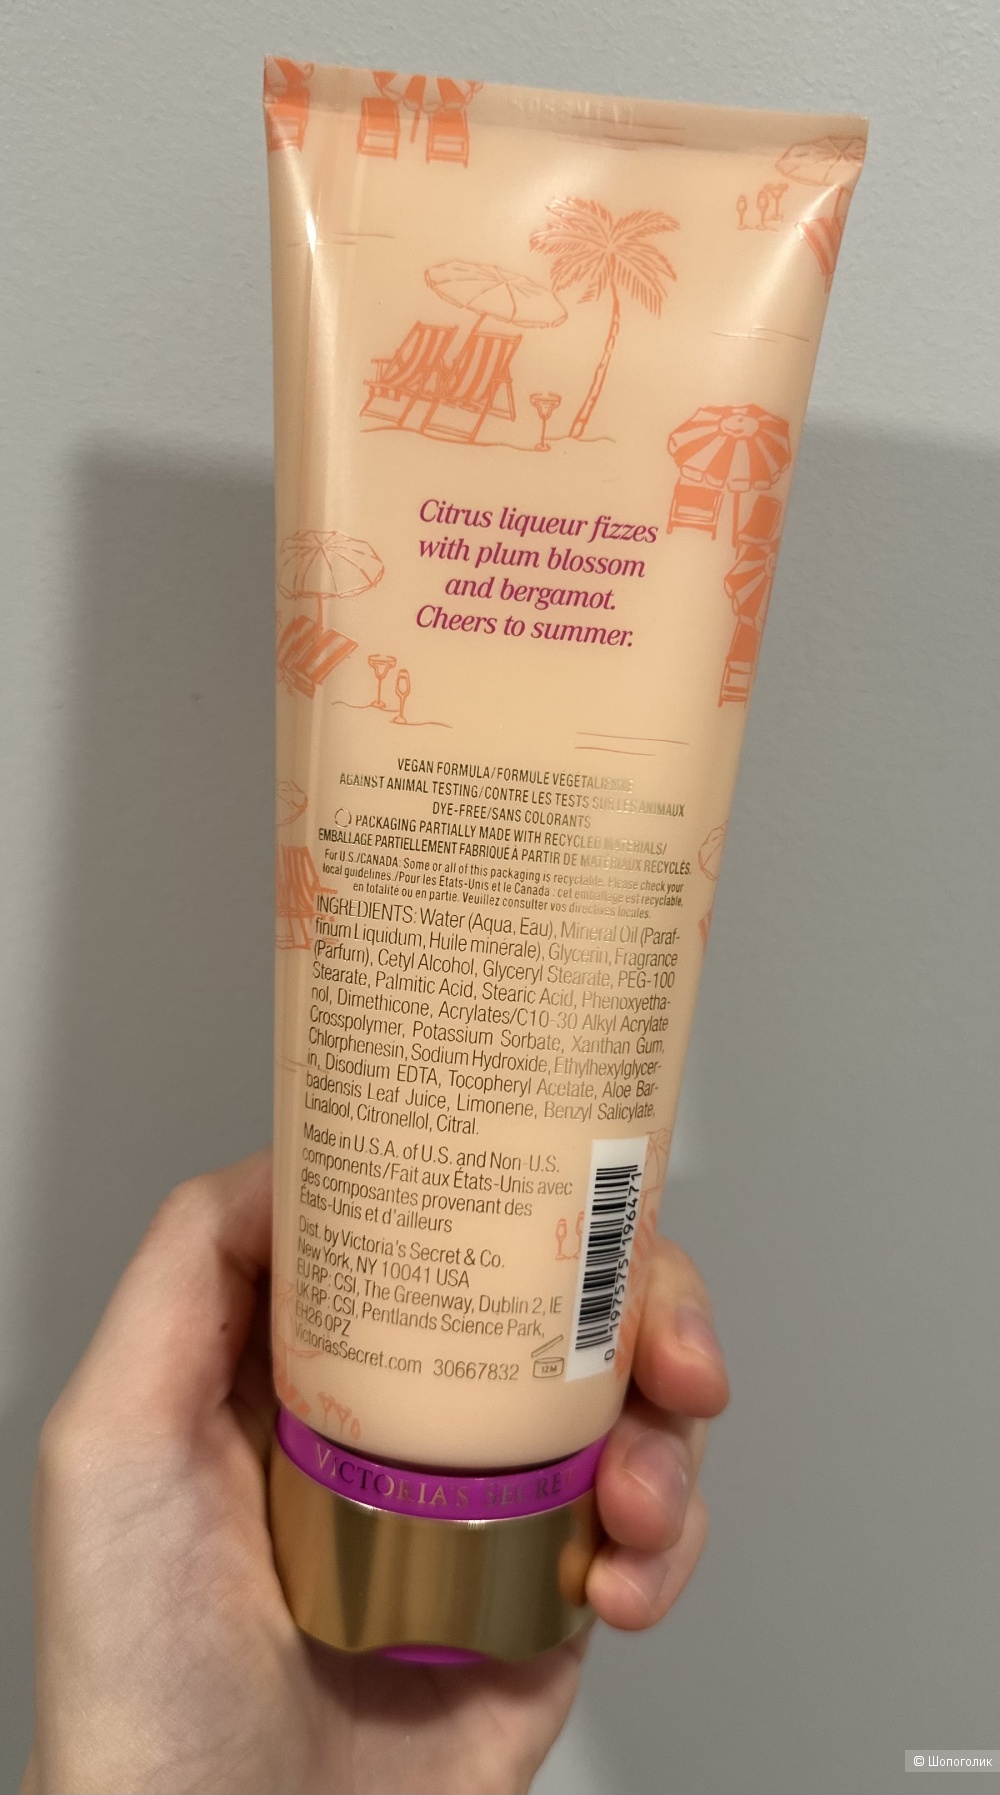 Citrus liqueur fizzes
with plum blossom
and bergamot.
Cheers to summer.
VEGAN FORMULA/FORMULE VÉGÉTALIENNE
AGAINST ANIMAL TESTING/CONTRE LES TESTS SUR LES ANIMAUX
DYE-FREE/SANS COLORANTS
PACKAGING PARTIALLY MADE WITH RECYCLED MATERIALS/
EMBALLAGE PARTIELLEMENT FABRIQUÉ À PARTIR DE MATÉRIAUX RECYCLÉS.
For U.S./CANADA: Some or all of this packaging is recyclable. Please check your
local guidelines./Pour les États-Unis et le Canada : cet emballage est recyclable,
en totalité ou en partie. Veuillez consulter vos directives locales.
INGREDIENTS: Water (Aqua, Eau), Mineral Oil (Paraf-
finum Liquidum, Huile minérale), Glycerin, Fragrance
(Parfum), Cetyl Alcohol, Glyceryl Stearate, PEG-100
Stearate, Palmitic Acid, Stearic Acid, Phenoxyetha-
nol, Dimethicone, Acrylates/C10-30 Alkyl Acrylate
Crosspolymer, Potassium Sorbate, Xanthan Gum,
Chlorphenesin, Sodium Hydroxide, Ethylhexylglycer-
in, Disodium EDTA, Tocopheryl Acetate, Aloe Bar-
badensis Leaf Juice, Limonene, Benzyl Salicylate,
Linalool, Citronellol, Citral.
Made in U.S.A. of U.S. and Non-U.S.
components/Fait aux États-Unis avec
des composantes provenant des
États-Unis et d'ailleurs
Dist. by Victoria's Secret & Co.
New York, NY 10041 USA
EU RP: CSI, The Greenway, Dublin 2, IE
UK RP: CSI, Pentlands Science Park,
EH26 0PZ
VictoriasSecret.com 30667832
12M
0 197575 196471
VICTORIA'S SECRET
© Шопоголик